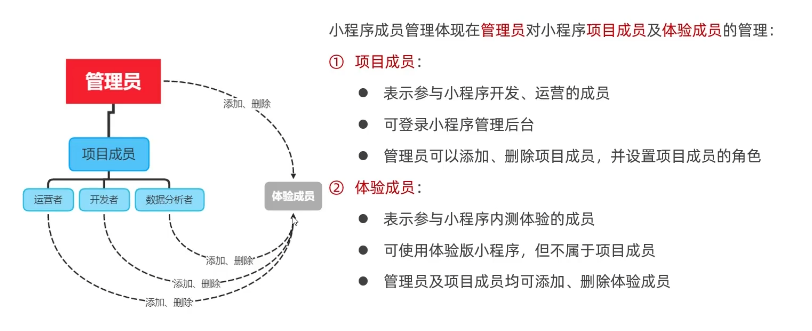 管理员
添加、删除
项目成员
运营者
开发者
数据分析者
体验成员
添加、删除
添加、删除
添加、删除
小程序成员管理体现在管理员对小程序项目成员及体验成员的管理：
① 项目成员：
● 表示参与小程序开发、运营的成员
● 可登录小程序管理后台
● 管理员可以添加、删除项目成员，并设置项目成员的角色
② 体验成员：
● 表示参与小程序内测体验的成员
● 可使用体验版小程序，但不属于项目成员
● 管理员及项目成员均可添加、删除体验成员